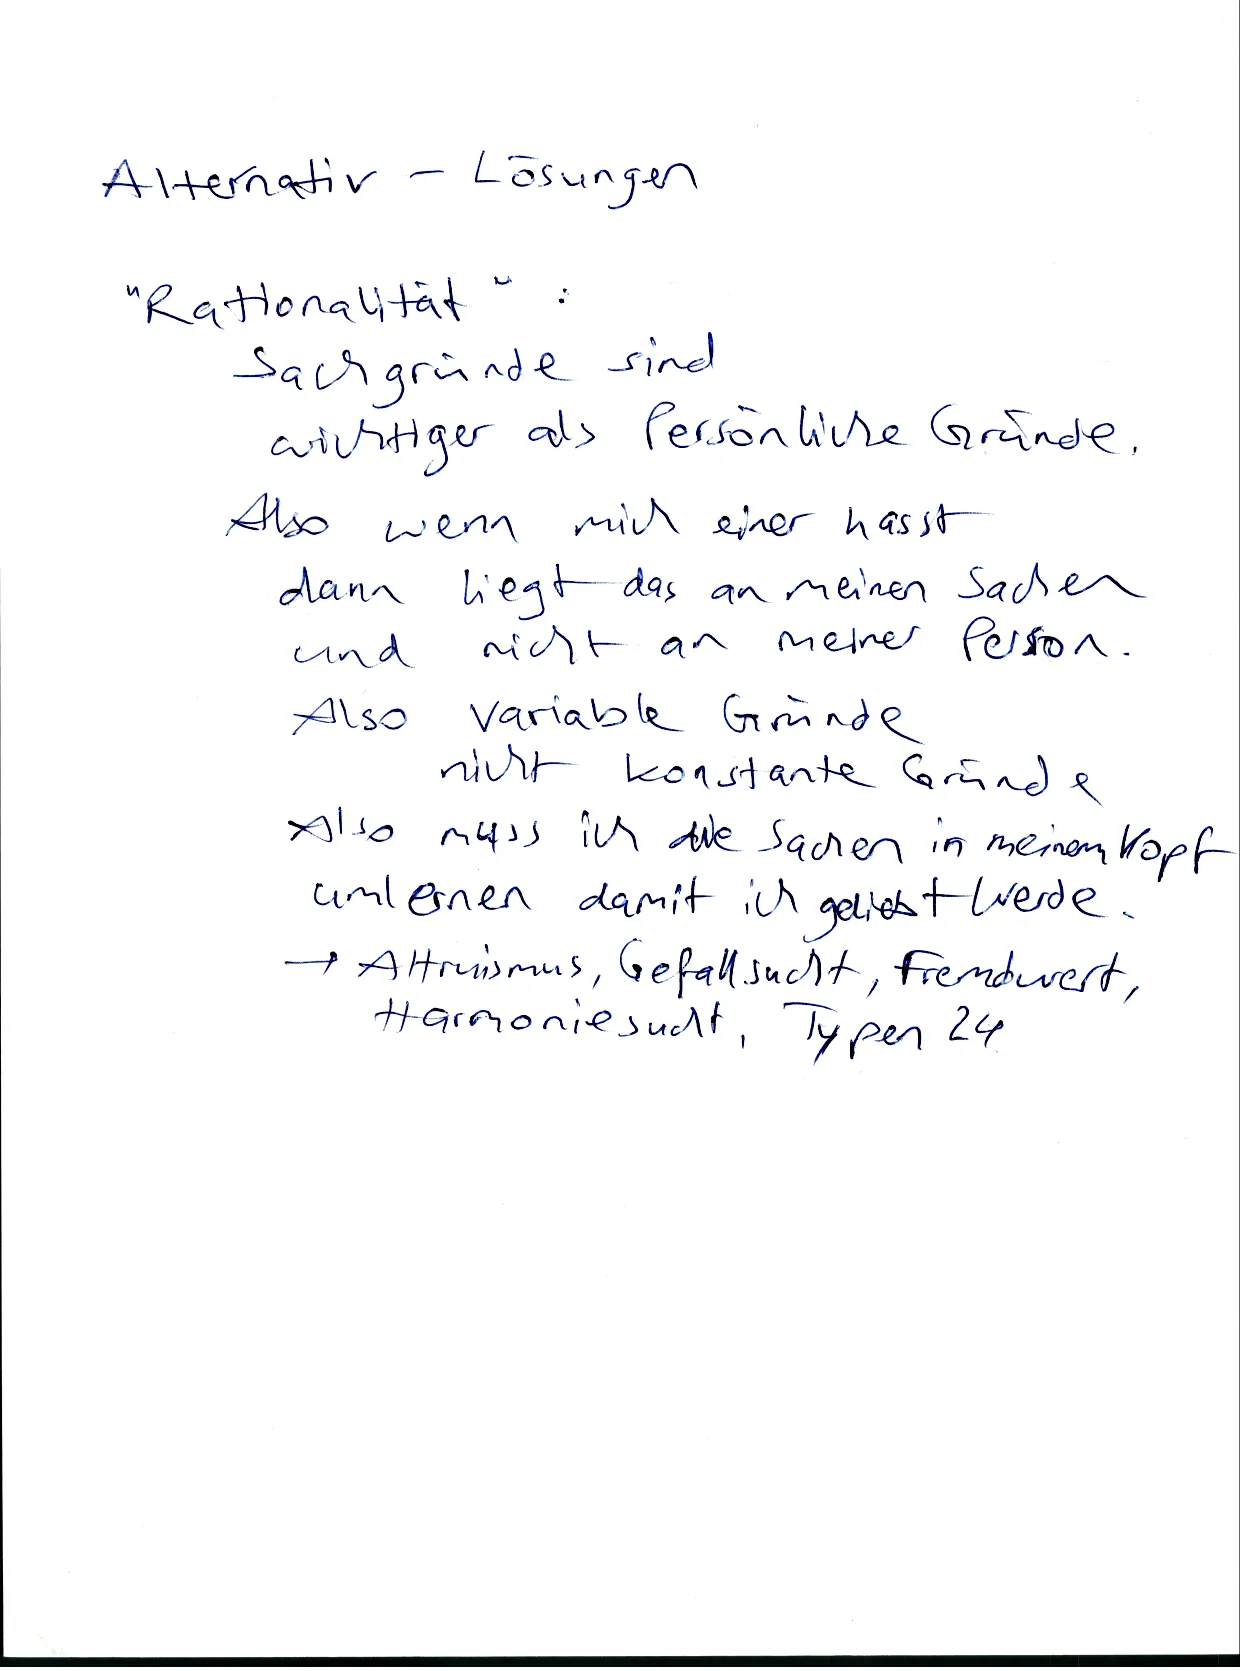 Alternativ - Lösungen
"Rationalität":
Sachgründe sind
wichtiger als Persönliche Gründe.
Also wenn mich einer hasst
dann liegt das an meinen Sachen
und nicht an meiner Person.
Also variable Gründe
nicht konstante Gründe
Also muss ich die Sachen in meinem Kopf
umlernen damit ich geliebt werde.
→ Altruismus, Gefallsucht, Fremdwert,
Harmoniesucht, Typen 24